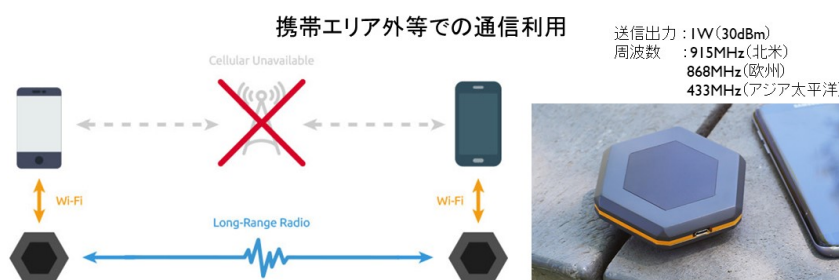 携帯エリア外等での通信利用
送信出力：1W（30dBm）
周波数　：915MHz（北米）
868MHz（欧州）
433MHz（アジア太平洋）
Cellular Unavailable
Wi-Fi
Wi-Fi
Long-Range Radio